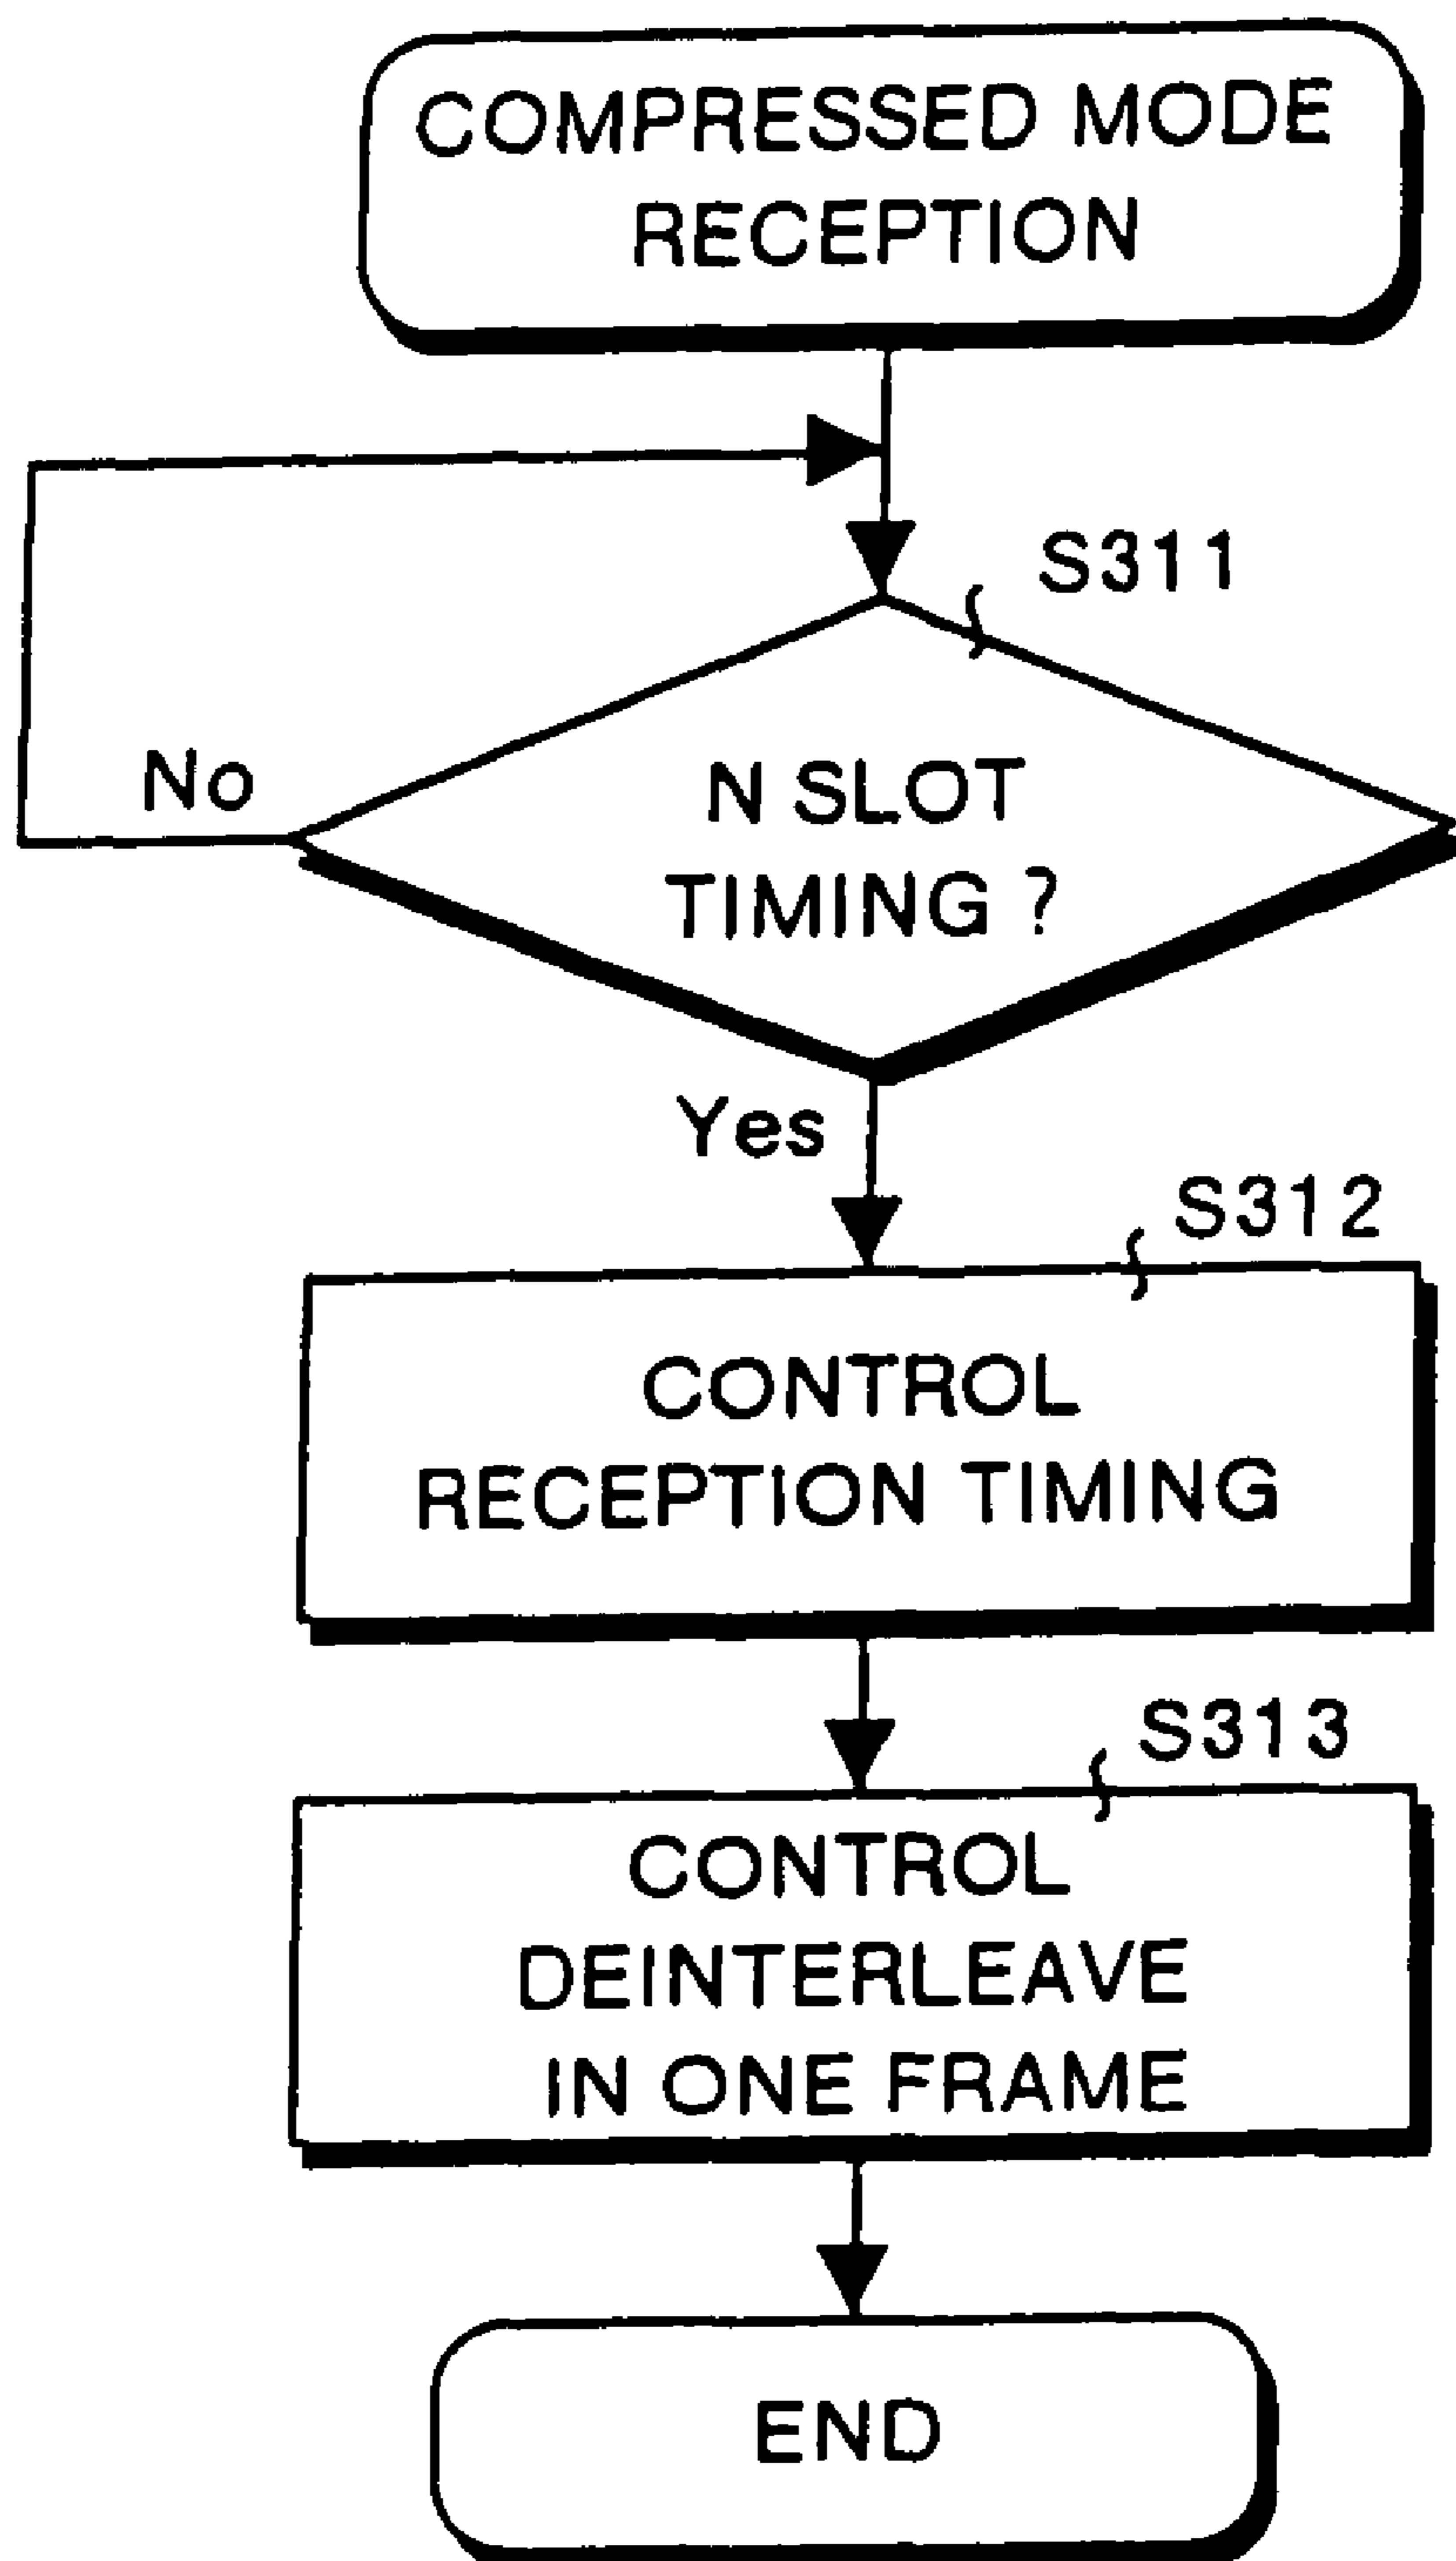 COMPRESSED MODE
RECEPTION
S311
N SLOT
TIMING ?
No
Yes
S312
CONTROL
RECEPTION TIMING
S313
CONTROL
DEINTERLEAVE
IN ONE FRAME
END